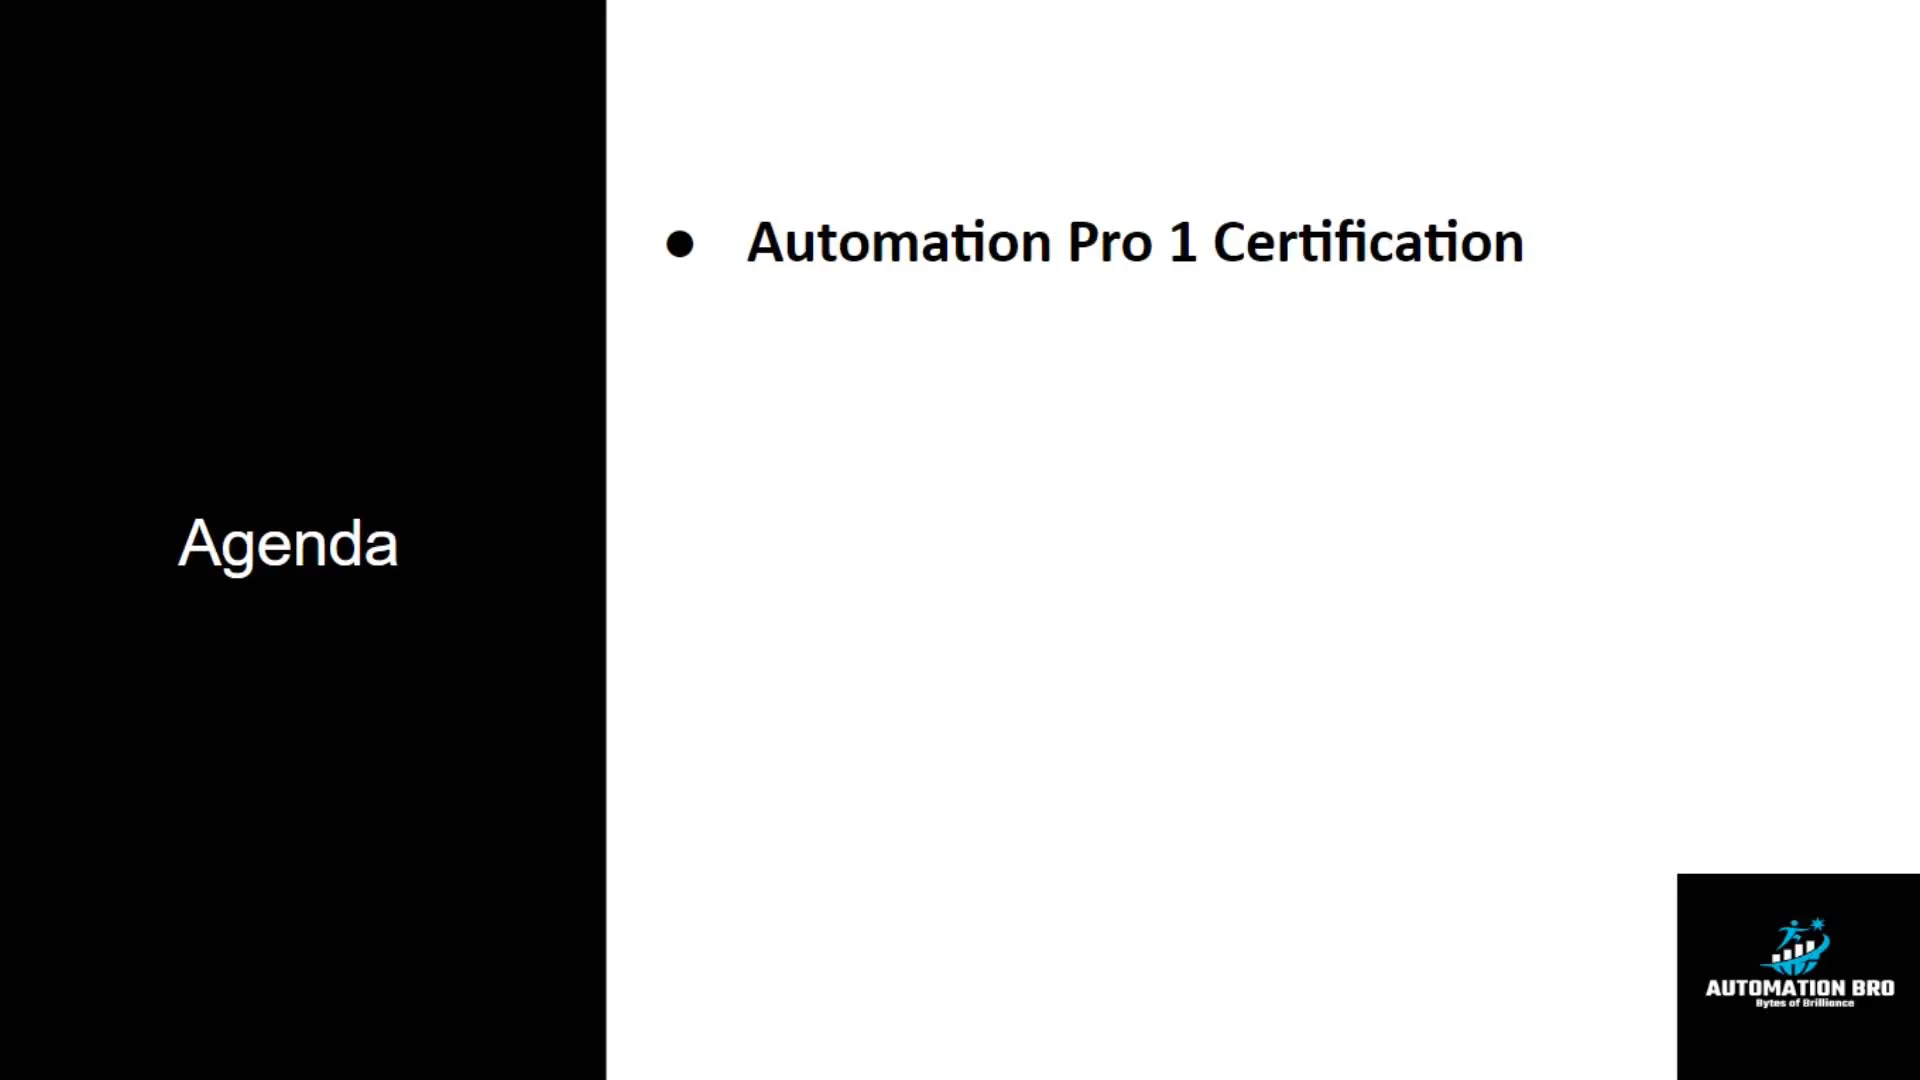 Agenda
● Automation Pro 1 Certification
AUTOMATION BRO
Bytes of Brilliance